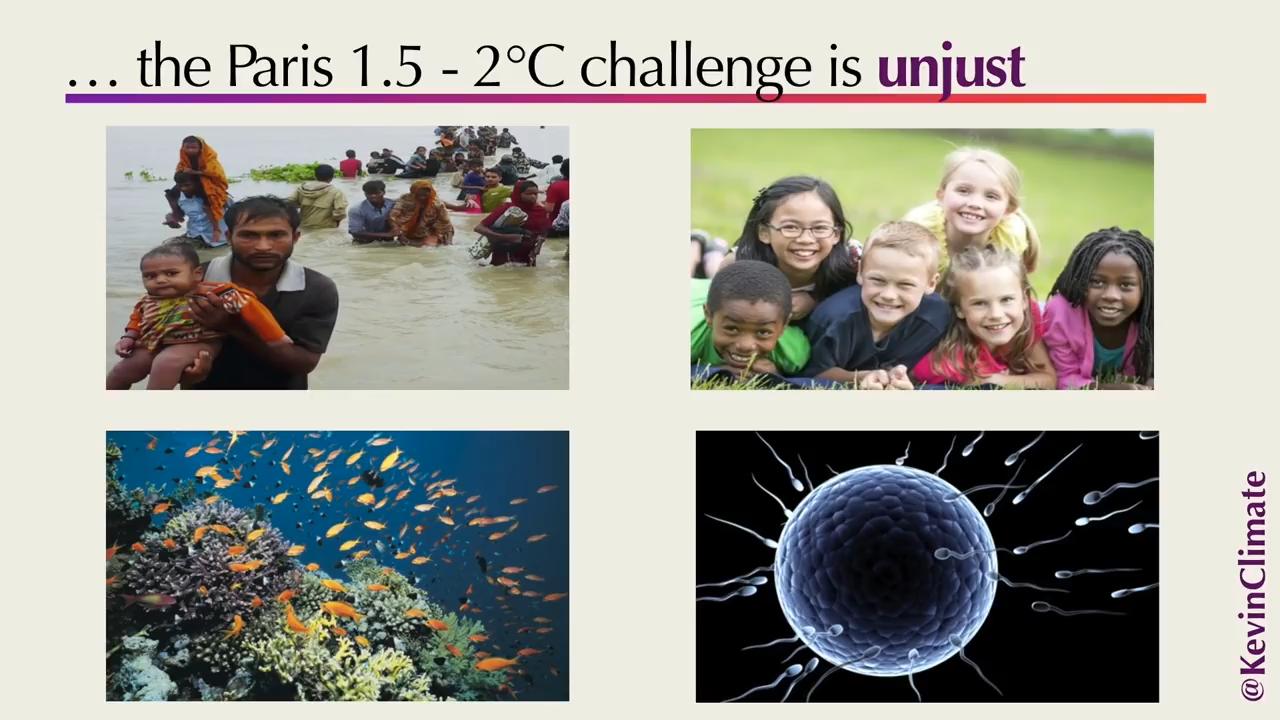 … the Paris 1.5 - 2°C challenge is unjust
@KevinClimate